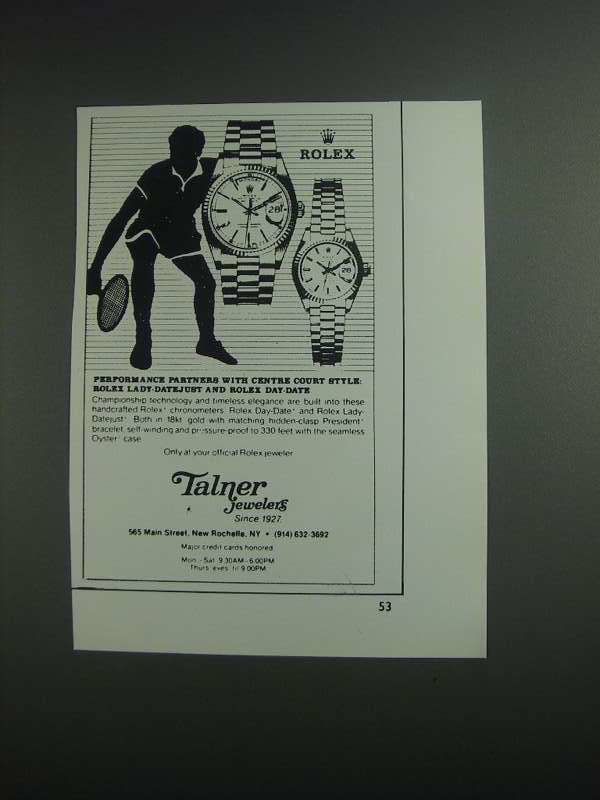 ROLEX
PERFORMANCE PARTNERS WITH CENTRE COURT STYLE:
ROLEX LADY-DATEJUST AND ROLEX DAY-DATE
Championship technology and timeless elegance are built into these
handcrafted Rolex® chronometers. Rolex Day-Date® and Rolex Lady-
Datejust®. Both in 18kt. gold with matching hidden-clasp President®
bracelet, self-winding and pressure-proof to 330 feet with the seamless
Oyster® case.
Only at your official Rolex jeweler
Talner
jewelers
Since 1927.
565 Main Street, New Rochelle, NY • (914) 632-3692
Major credit cards honored
Mon.-Sat. 9:30AM-6:00PM
Thurs. eves. til 9:00PM
53